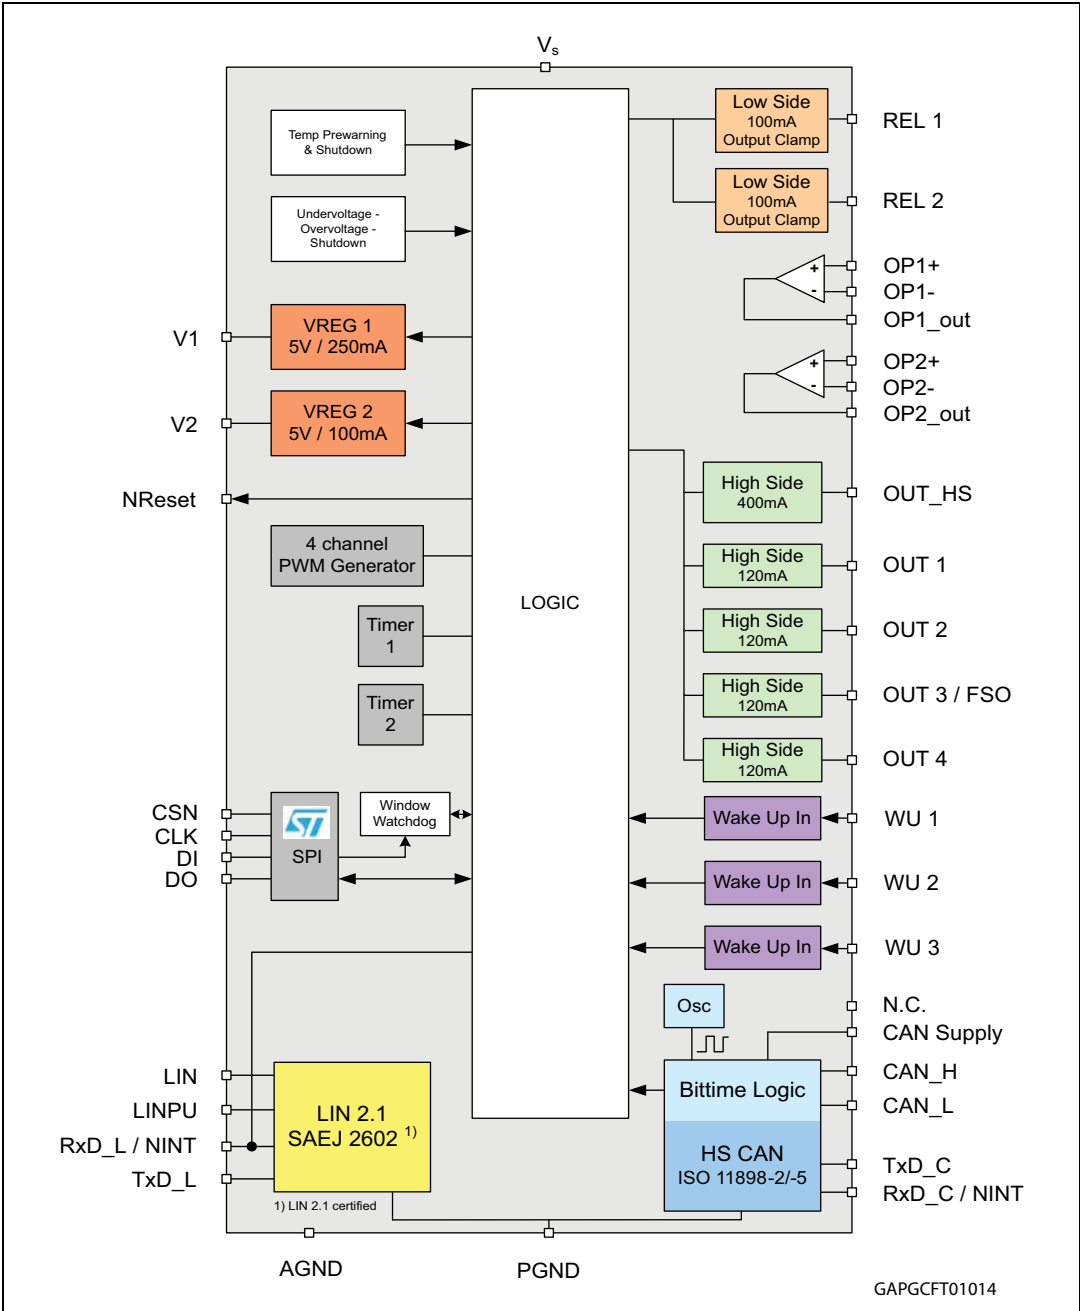 Vs
Temp Prewarning
& Shutdown
Undervoltage -
Overvoltage -
Shutdown
V1
VREG 1
5V / 250mA
V2
VREG 2
5V / 100mA
NReset
4 channel
PWM Generator
Timer
1
Timer
2
CSN
CLK
DI
DO
ST
SPI
Window
Watchdog
LIN
LINPU
RxD_L / NINT
TxD_L
LIN 2.1
SAEJ 2602 1)
1) LIN 2.1 certified
AGND
PGND
LOGIC
Low Side
100mA
Output Clamp
REL 1
Low Side
100mA
Output Clamp
REL 2
+
-
OP1+
OP1-
OP1_out
+
-
OP2+
OP2-
OP2_out
High Side
400mA
OUT_HS
High Side
120mA
OUT 1
High Side
120mA
OUT 2
High Side
120mA
OUT 3 / FSO
High Side
120mA
OUT 4
Wake Up In
WU 1
Wake Up In
WU 2
Wake Up In
WU 3
N.C.
Osc
CAN Supply
Bittime Logic
CAN_H
CAN_L
HS CAN
ISO 11898-2/-5
TxD_C
RxD_C / NINT
GAPGCFT01014